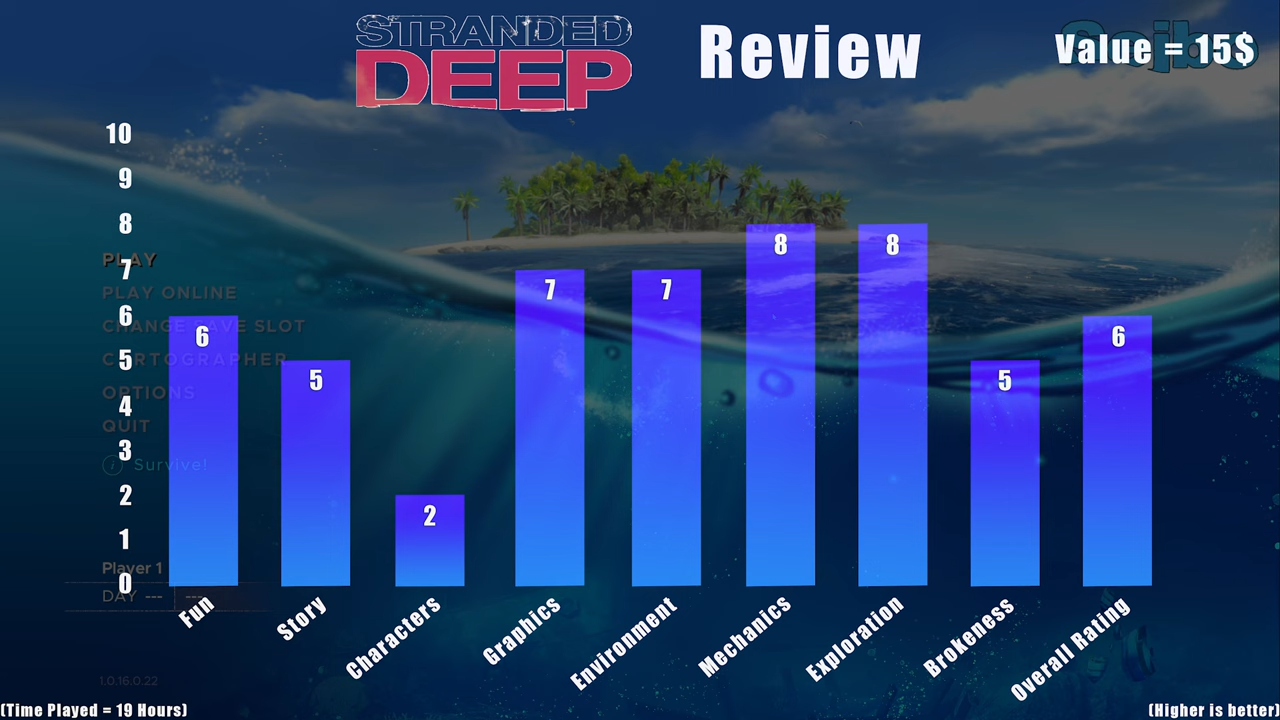 STRANDED
DEEP
Review
Value = 15$
10
9
8
7
6
5
4
3
2
1
0
PLAY
PLAY ONLINE
CHANGE SAVE SLOT
CARTOGRAPHER
OPTIONS
QUIT
i Survive!
Player 1
DAY --- ---
1.0.16.0.22
6
5
2
7
7
8
8
5
6
Fun
Story
Characters
Graphics
Environment
Mechanics
Exploration
Brokeness
Overall Rating
(Time Played = 19 Hours)
(Higher is better)